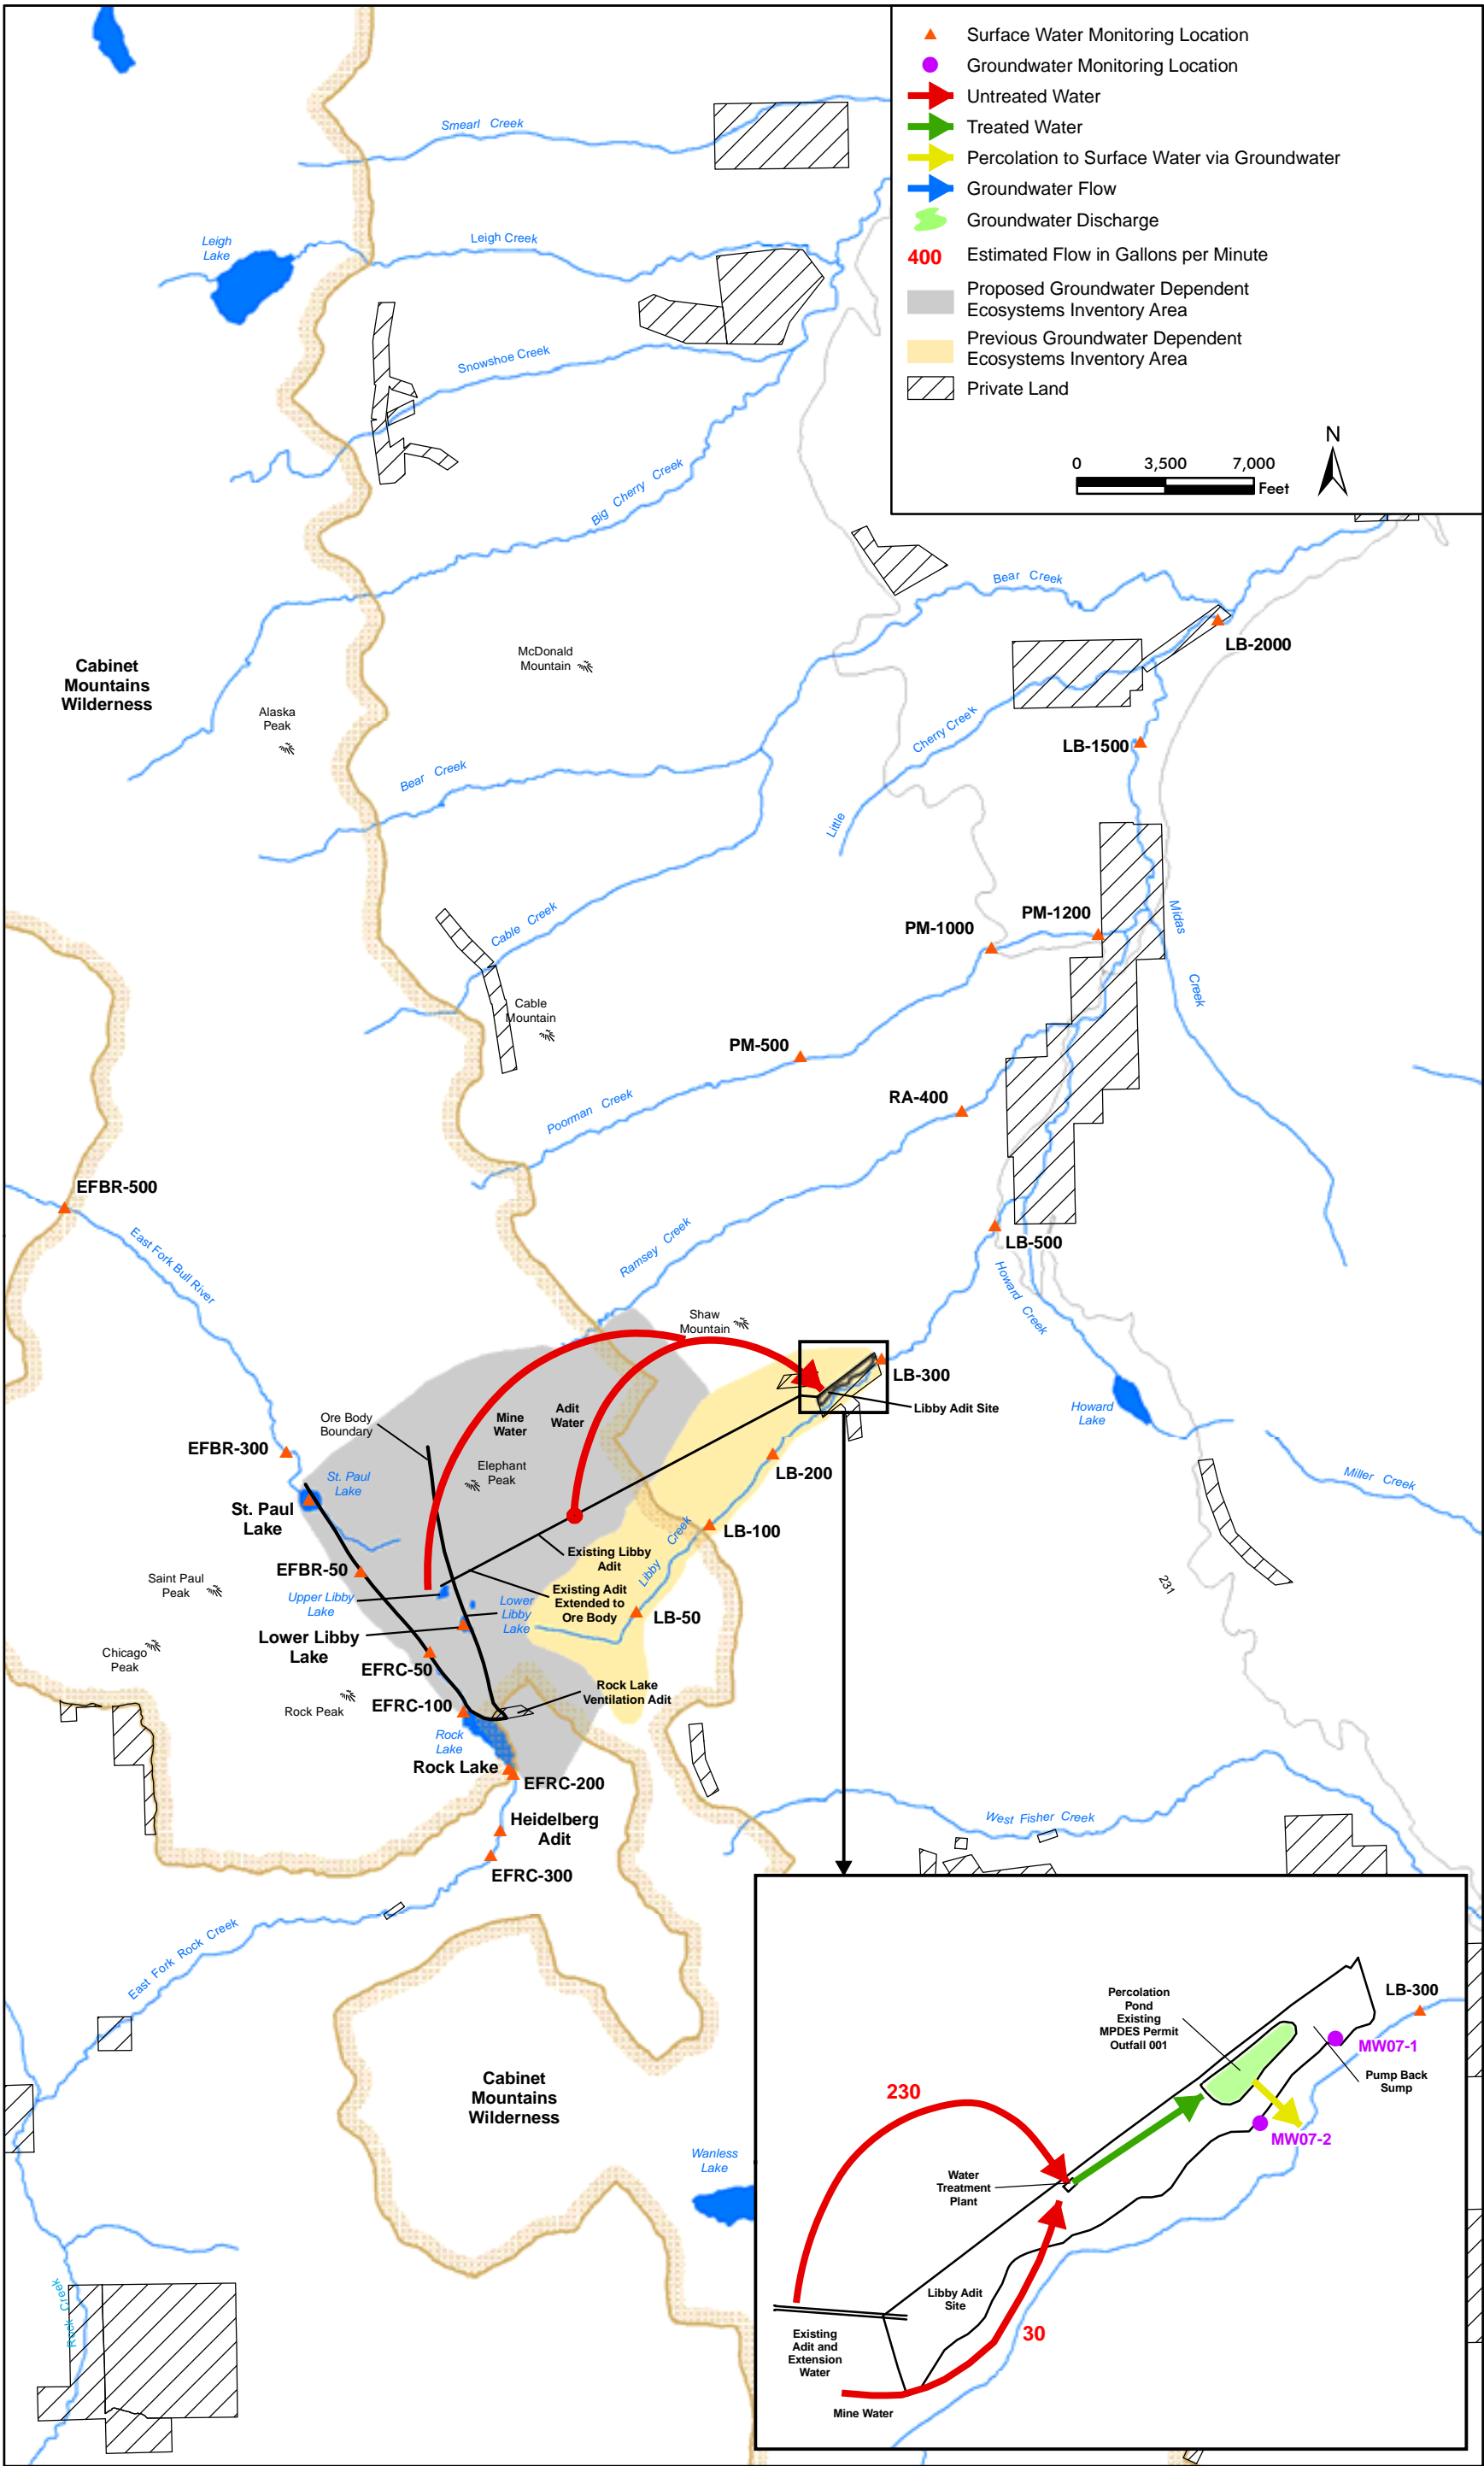 Surface Water Monitoring Location
Groundwater Monitoring Location
Untreated Water
Treated Water
Percolation to Surface Water via Groundwater
Groundwater Flow
Groundwater Discharge
400 Estimated Flow in Gallons per Minute
Proposed Groundwater Dependent
Ecosystems Inventory Area
Previous Groundwater Dependent
Ecosystems Inventory Area
Private Land
N
0 3,500 7,000
Feet
Smearl Creek
Leigh
Lake
Leigh Creek
Snowshoe Creek
Big Cherry Creek
Bear Creek
LB-2000
McDonald
Mountain
Cabinet
Mountains
Wilderness
Alaska
Peak
Cherry Creek
Little
LB-1500
Bear Creek
Cable Creek
PM-1200
PM-1000
Midas
Creek
Cable
Mountain
PM-500
RA-400
Poorman Creek
EFBR-500
East Fork Bull River
Ramsey Creek
LB-500
Howard Creek
Shaw
Mountain
LB-300
Libby Adit Site
Howard
Lake
Ore Body
Boundary
Mine
Water
Adit
Water
EFBR-300
Elephant
Peak
St. Paul
Lake
St. Paul
Lake
LB-200
Miller Creek
LB-100
Libby Creek
Existing Libby
Adit
EFBR-50
Saint Paul
Peak
Existing Adit
Extended to
Ore Body
Upper Libby
Lake
Lower
Libby
Lake
LB-50
231
Lower Libby
Lake
Chicago
Peak
EFRC-50
Rock Lake
Ventilation Adit
Rock Peak
EFRC-100
Rock
Lake
Rock Lake
EFRC-200
Heidelberg
Adit
EFRC-300
West Fisher Creek
East Fork Rock Creek
Cabinet
Mountains
Wilderness
Wanless
Lake
Rock Creek
Percolation
Pond
Existing
MPDES Permit
Outfall 001
LB-300
MW07-1
Pump Back
Sump
230
MW07-2
Water
Treatment
Plant
Libby Adit
Site
30
Existing
Adit and
Extension
Water
Mine Water